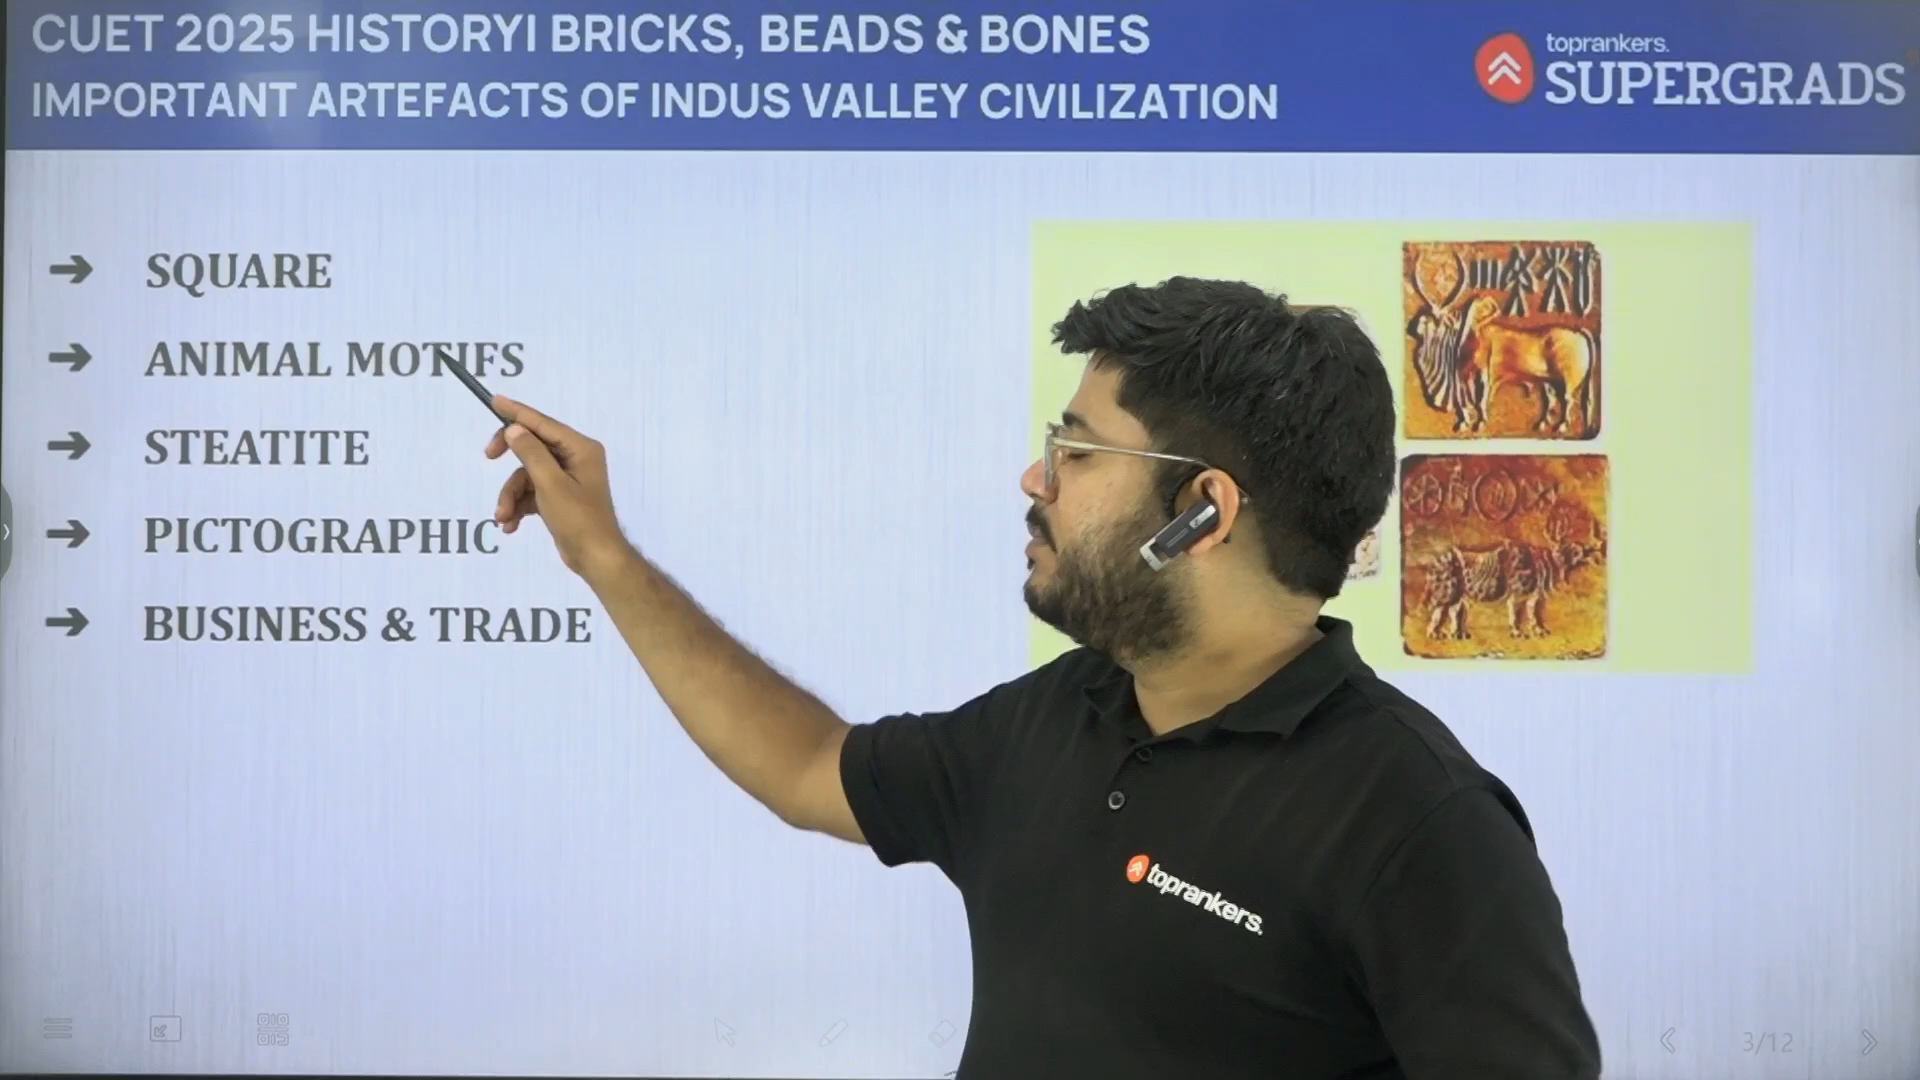 CUET 2025 HISTORYI BRICKS, BEADS & BONES
IMPORTANT ARTEFACTS OF INDUS VALLEY CIVILIZATION
toprankers.
SUPERGRADS
➔ SQUARE
➔ ANIMAL MOTIFS
➔ STEATITE
➔ PICTOGRAPHIC
➔ BUSINESS & TRADE
toprankers.
3/12